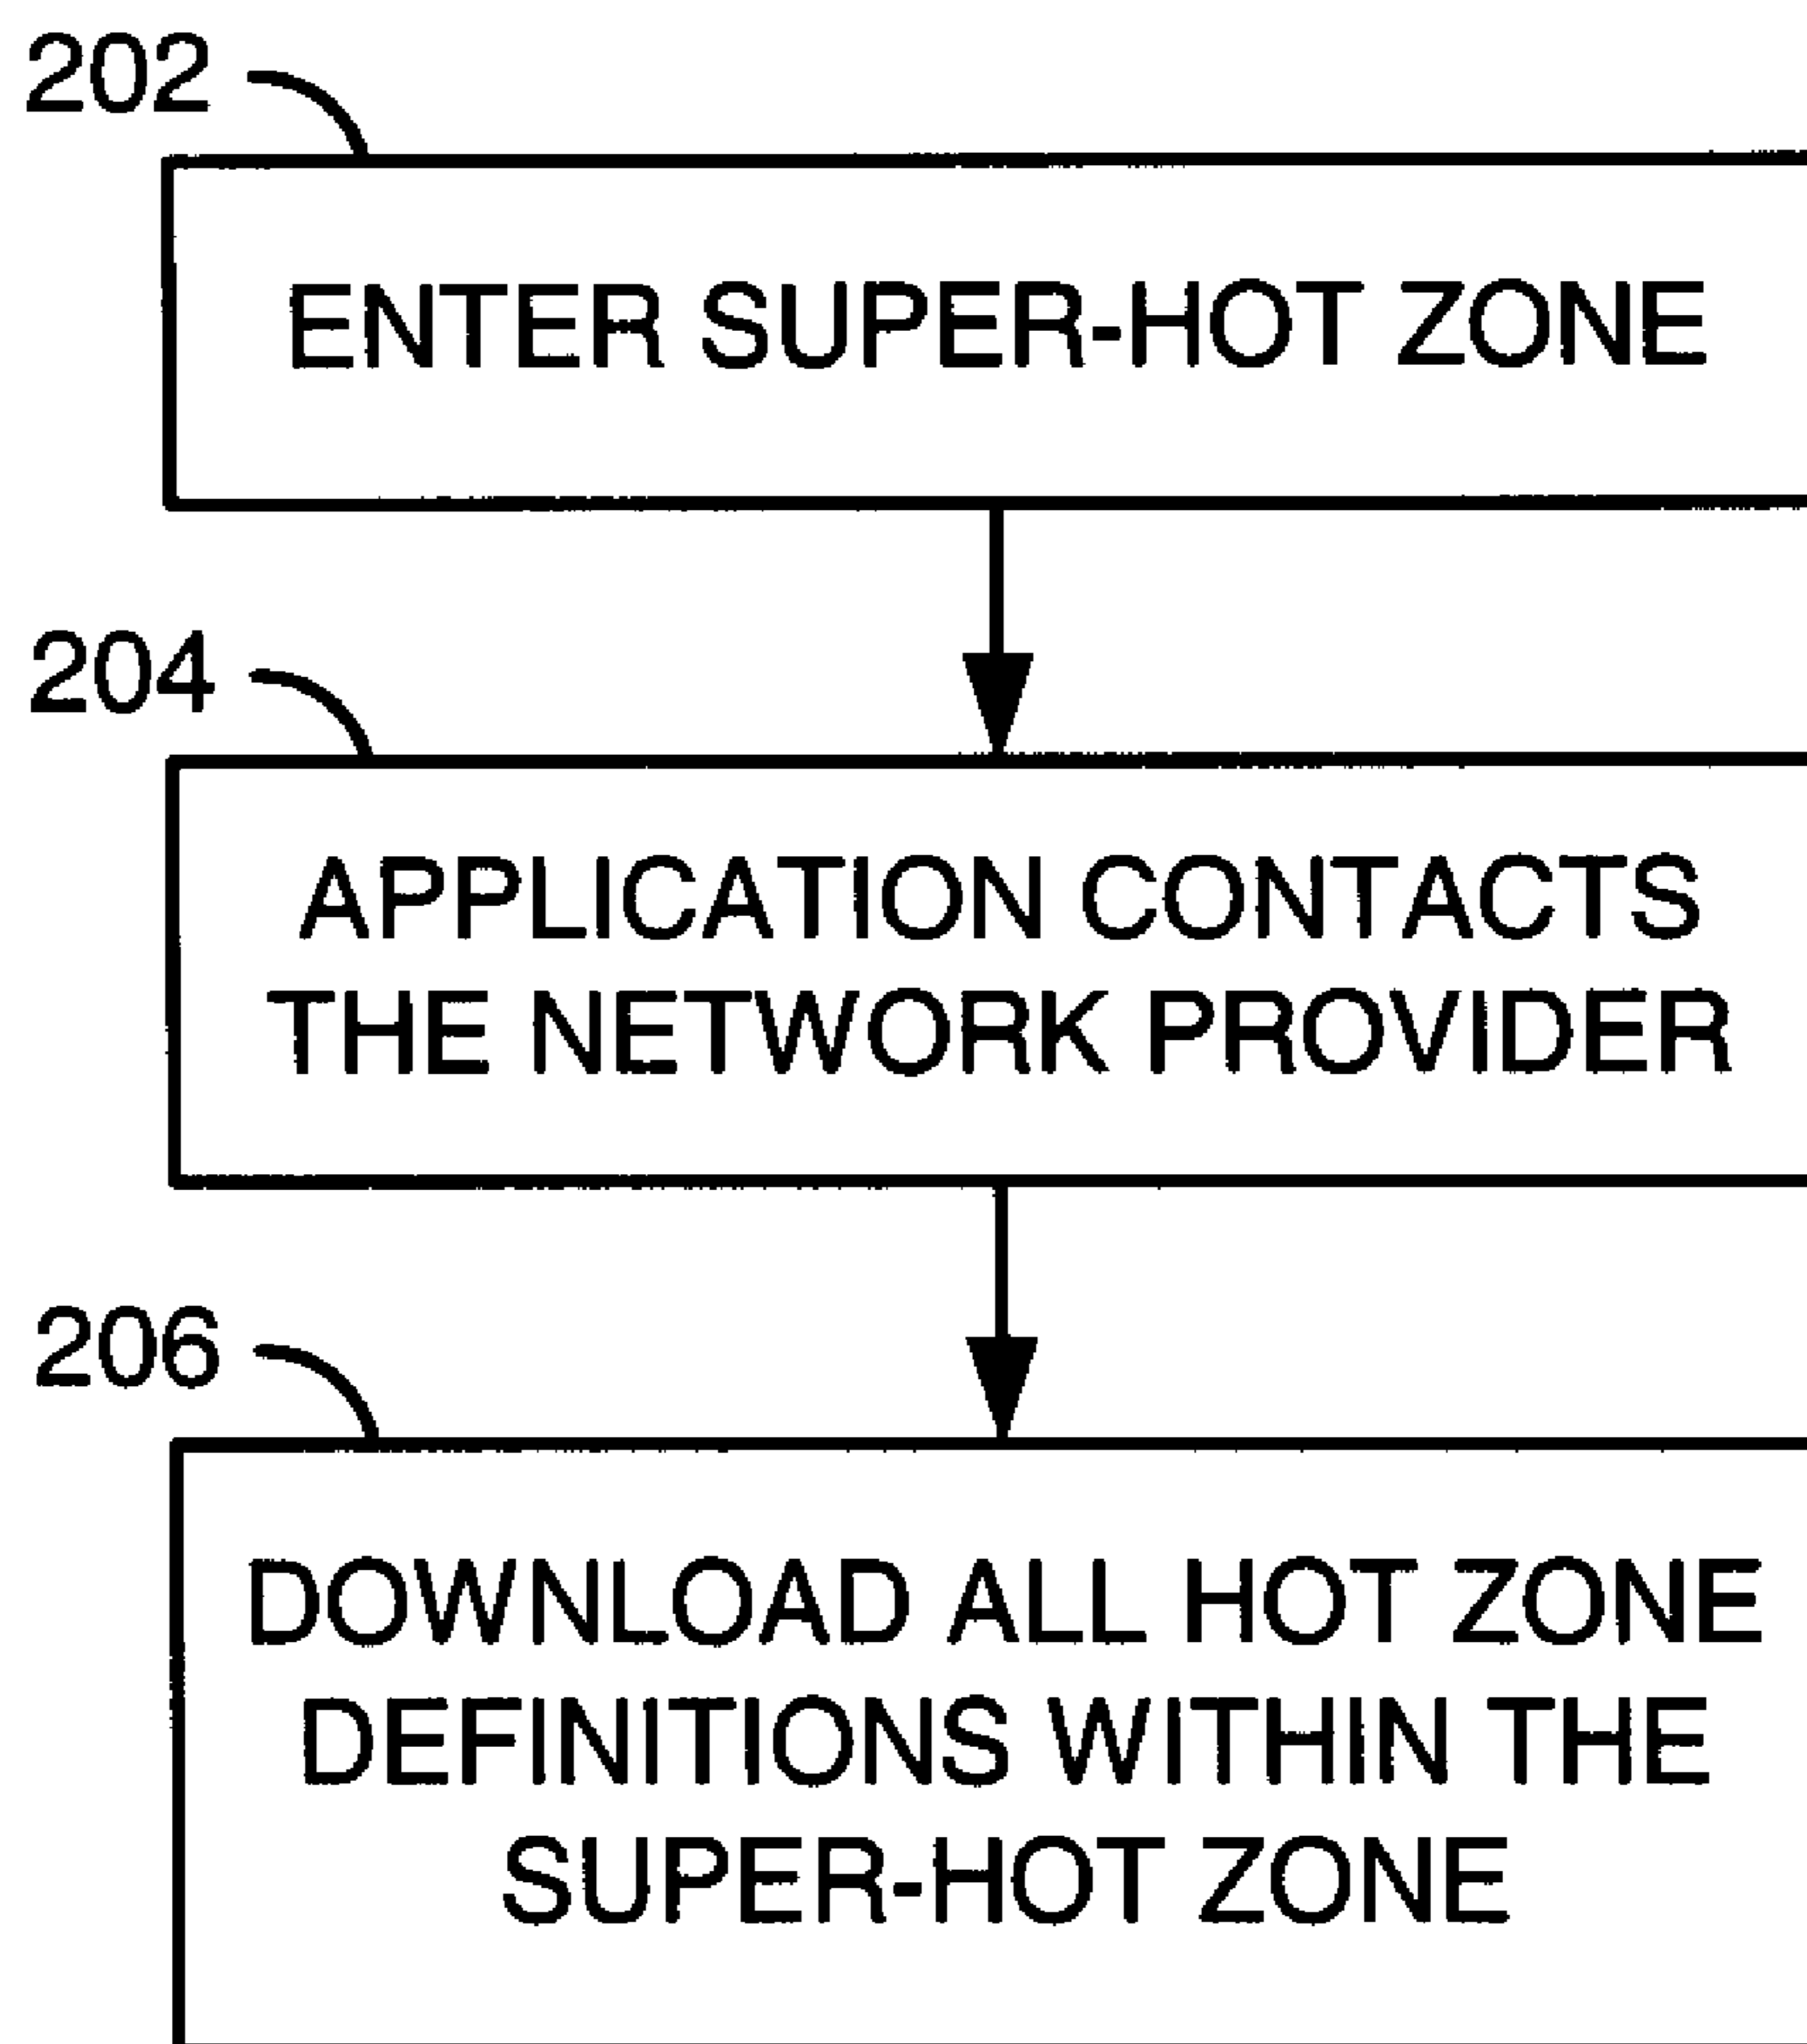 202
ENTER SUPER-HOT ZONE
204
APPLICATION CONTACTS
THE NETWORK PROVIDER
206
DOWNLOAD ALL HOT ZONE
DEFINITIONS WITHIN THE
SUPER-HOT ZONE